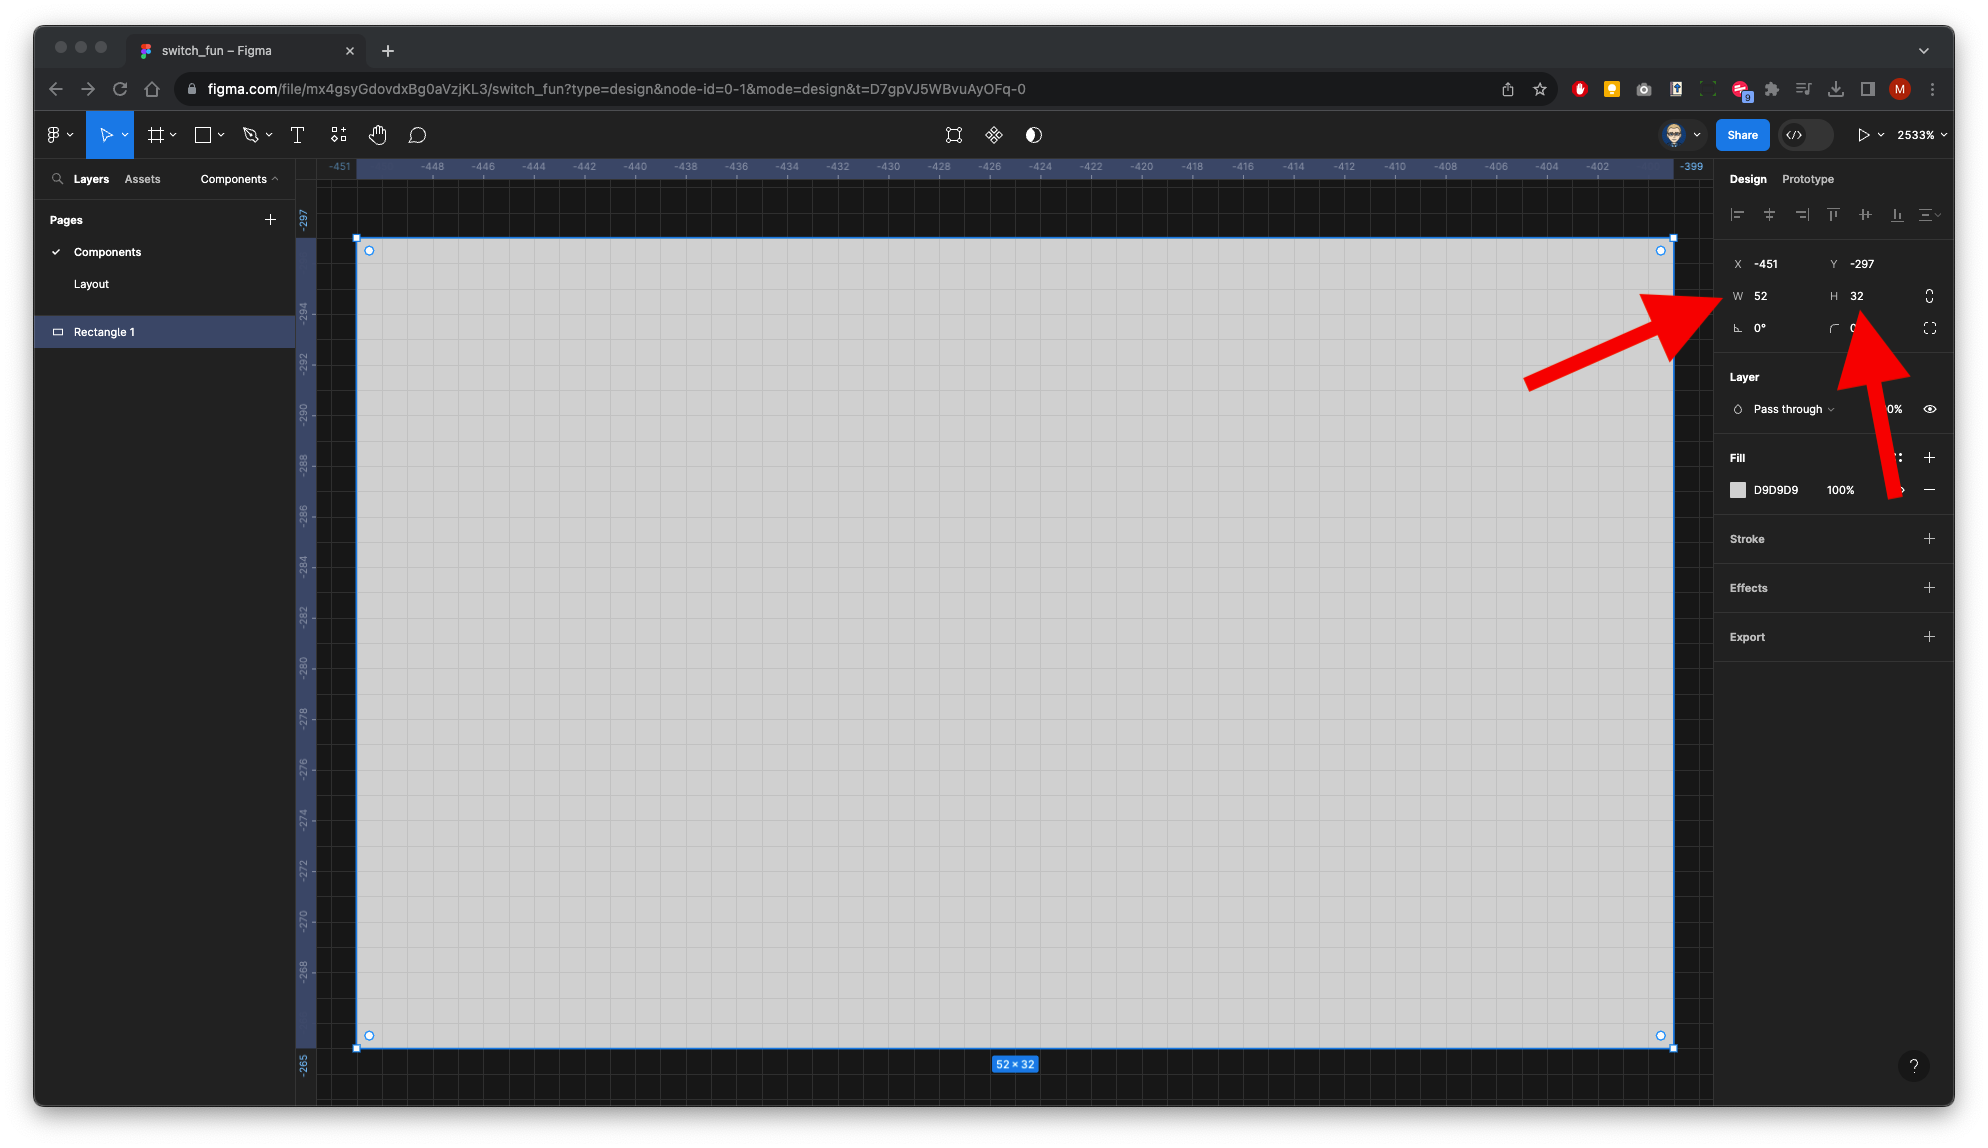 switch_fun – Figma
figma.com/file/mx4gsyGdovdxBg0aVzjKL3/switch_fun?type=design&node-id=0-1&mode=design&t=D7gpVJ5WBvuAyOFq-0
9
M
Share
2533%
Layers Assets Components
-451 -448 -446 -444 -442 -440 -438 -436 -434 -432 -430 -428 -426 -424 -422 -420 -418 -416 -414 -412 -410 -408 -406 -404 -402 -399
Design Prototype
Pages
Components
Layout
Rectangle 1
-297
-294
-292
-290
-288
-286
-284
-282
-280
-278
-276
-274
-272
-270
-268
-265
52 × 32
X -451 Y -297
W 52 H 32
0°
Layer
Pass through
Fill
D9D9D9 100%
Stroke
Effects
Export
?